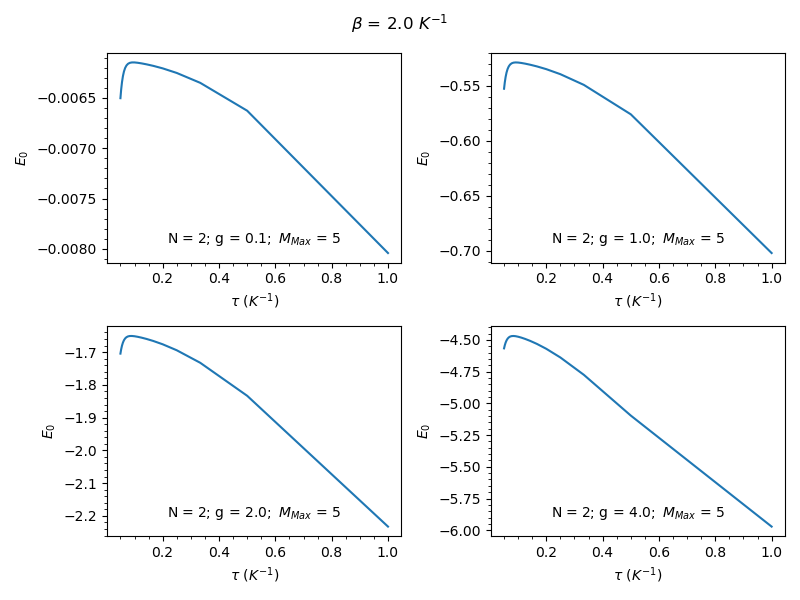 β = 2.0 K⁻¹
−0.0065
−0.0070
−0.0075
−0.0080
E₀
N = 2; g = 0.1; M_Max = 5
0.2 0.4 0.6 0.8 1.0
τ (K⁻¹)
−0.55
−0.60
−0.65
−0.70
E₀
N = 2; g = 1.0; M_Max = 5
0.2 0.4 0.6 0.8 1.0
τ (K⁻¹)
−1.7
−1.8
−1.9
−2.0
−2.1
−2.2
E₀
N = 2; g = 2.0; M_Max = 5
0.2 0.4 0.6 0.8 1.0
τ (K⁻¹)
−4.50
−4.75
−5.00
−5.25
−5.50
−5.75
−6.00
E₀
N = 2; g = 4.0; M_Max = 5
0.2 0.4 0.6 0.8 1.0
τ (K⁻¹)